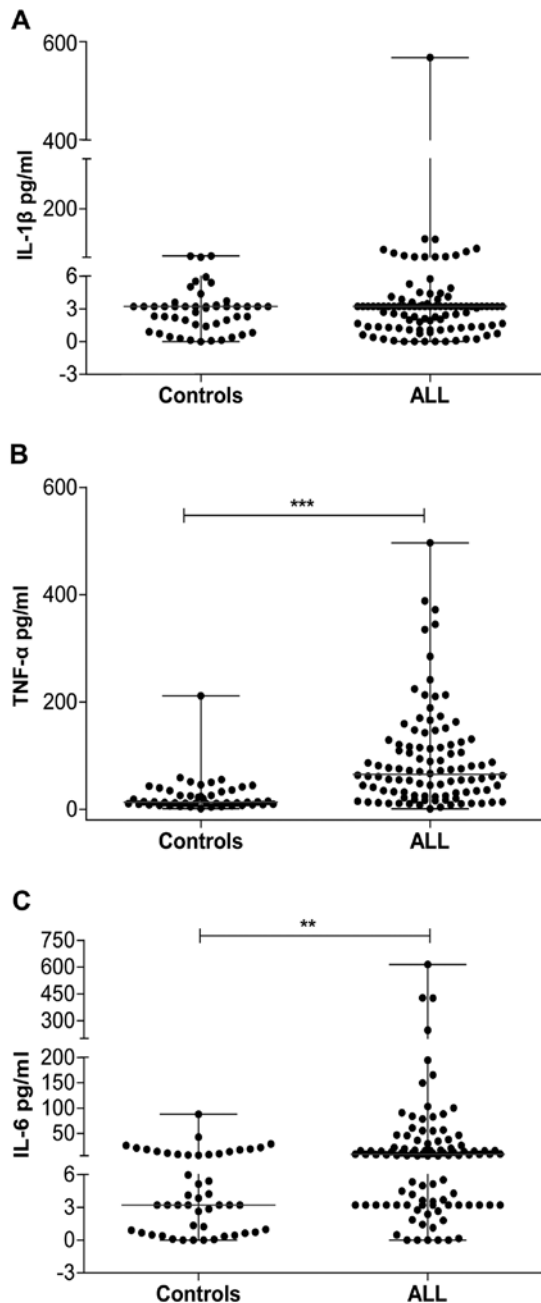 A
600
400
200
6
3
0
-3
IL-1β pg/ml
Controls ALL
B
600
400
200
0
TNF-α pg/ml
***
Controls ALL
C
750
600
450
300
200
150
100
50
6
3
0
-3
IL-6 pg/ml
**
Controls ALL